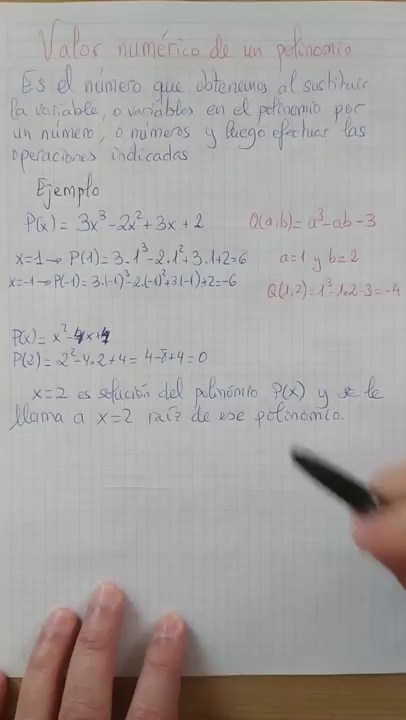 Valor numérico de un polinomio
Es el número que obtenemos al sustituir
la variable, o variables en el polinomio por
un número, o números y luego efectuar las
operaciones indicadas
Ejemplo
P(x) = 3x³-2x²+3x+2
x=1→ P(1) = 3·1³-2·1²+3·1+2=6
x=-1→P(-1)=3·(-1)³-2·(-1)²+3(-1)+2=-6
Q(a,b)= a³-ab-3
a=1 y b=2
Q(1,2)=1³-1·2-3=-4
P(x)= x²-4x+4
P(2)= 2²-4·2+4=4-8+4=0
x=2 es solución del polinomio P(x) y se le
llama a x=2 raíz de ese polinomio.